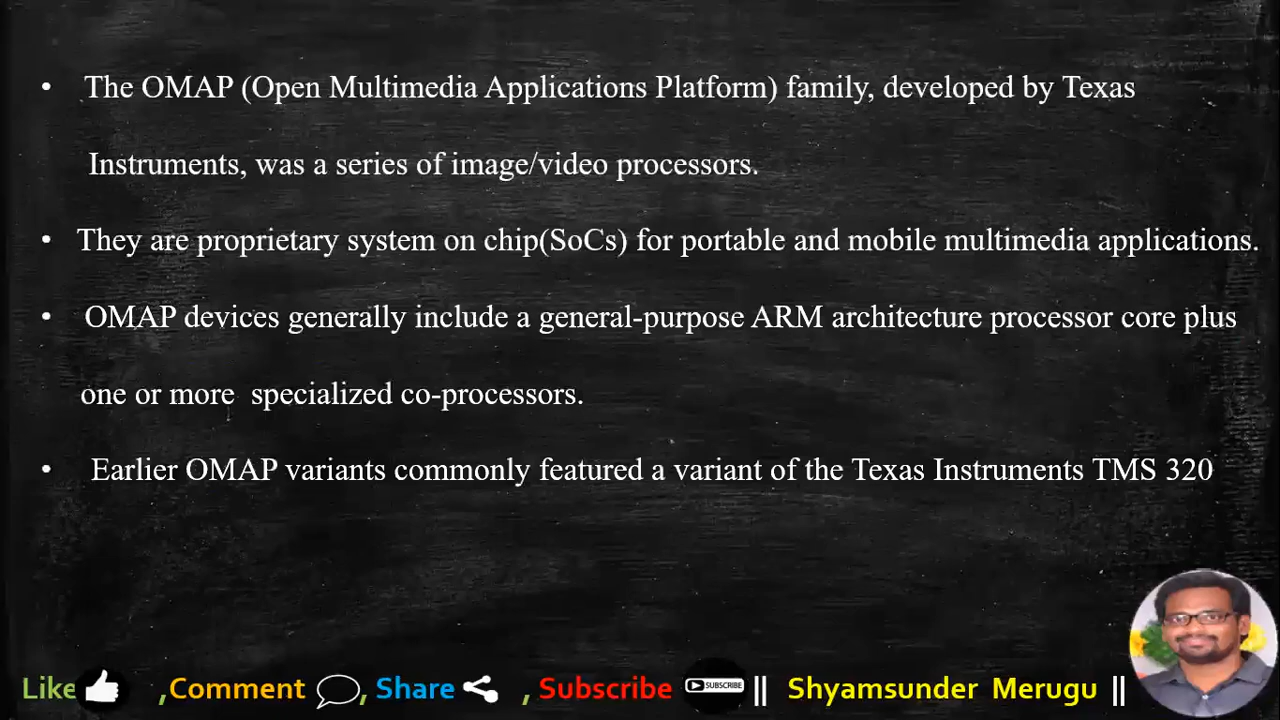 • The OMAP (Open Multimedia Applications Platform) family, developed by Texas
Instruments, was a series of image/video processors.
• They are proprietary system on chip(SoCs) for portable and mobile multimedia applications.
• OMAP devices generally include a general-purpose ARM architecture processor core plus
one or more specialized co-processors.
• Earlier OMAP variants commonly featured a variant of the Texas Instruments TMS 320
Like ,Comment , Share , Subscribe SUBSCRIBE || Shyamsunder Merugu ||